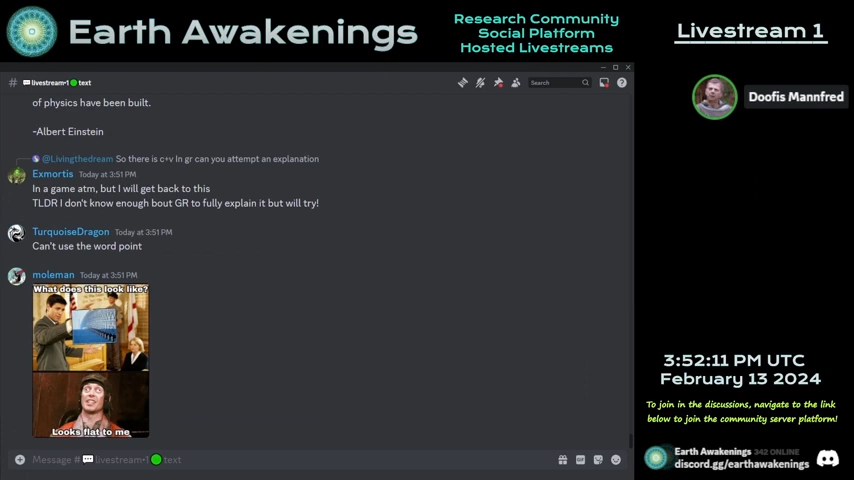 Earth Awakenings
Research Community
Social Platform
Hosted Livestreams
Livestream 1
# livestream•1 text
Search
of physics have been built.
-Albert Einstein
@Livingthedream So there is c+v In gr can you attempt an explanation
Exmortis Today at 3:51 PM
In a game atm, but I will get back to this
TLDR I don't know enough bout GR to fully explain it but will try!
TurquoiseDragon Today at 3:51 PM
Can't use the word point
moleman Today at 3:51 PM
What does this look like?
Looks flat to me
Message # livestream•1 text
Doofis Mannfred
3:52:11 PM UTC
February 13 2024
To join in the discussions, navigate to the link
below to join the community server platform!
Earth Awakenings 342 ONLINE
discord.gg/earthawakenings